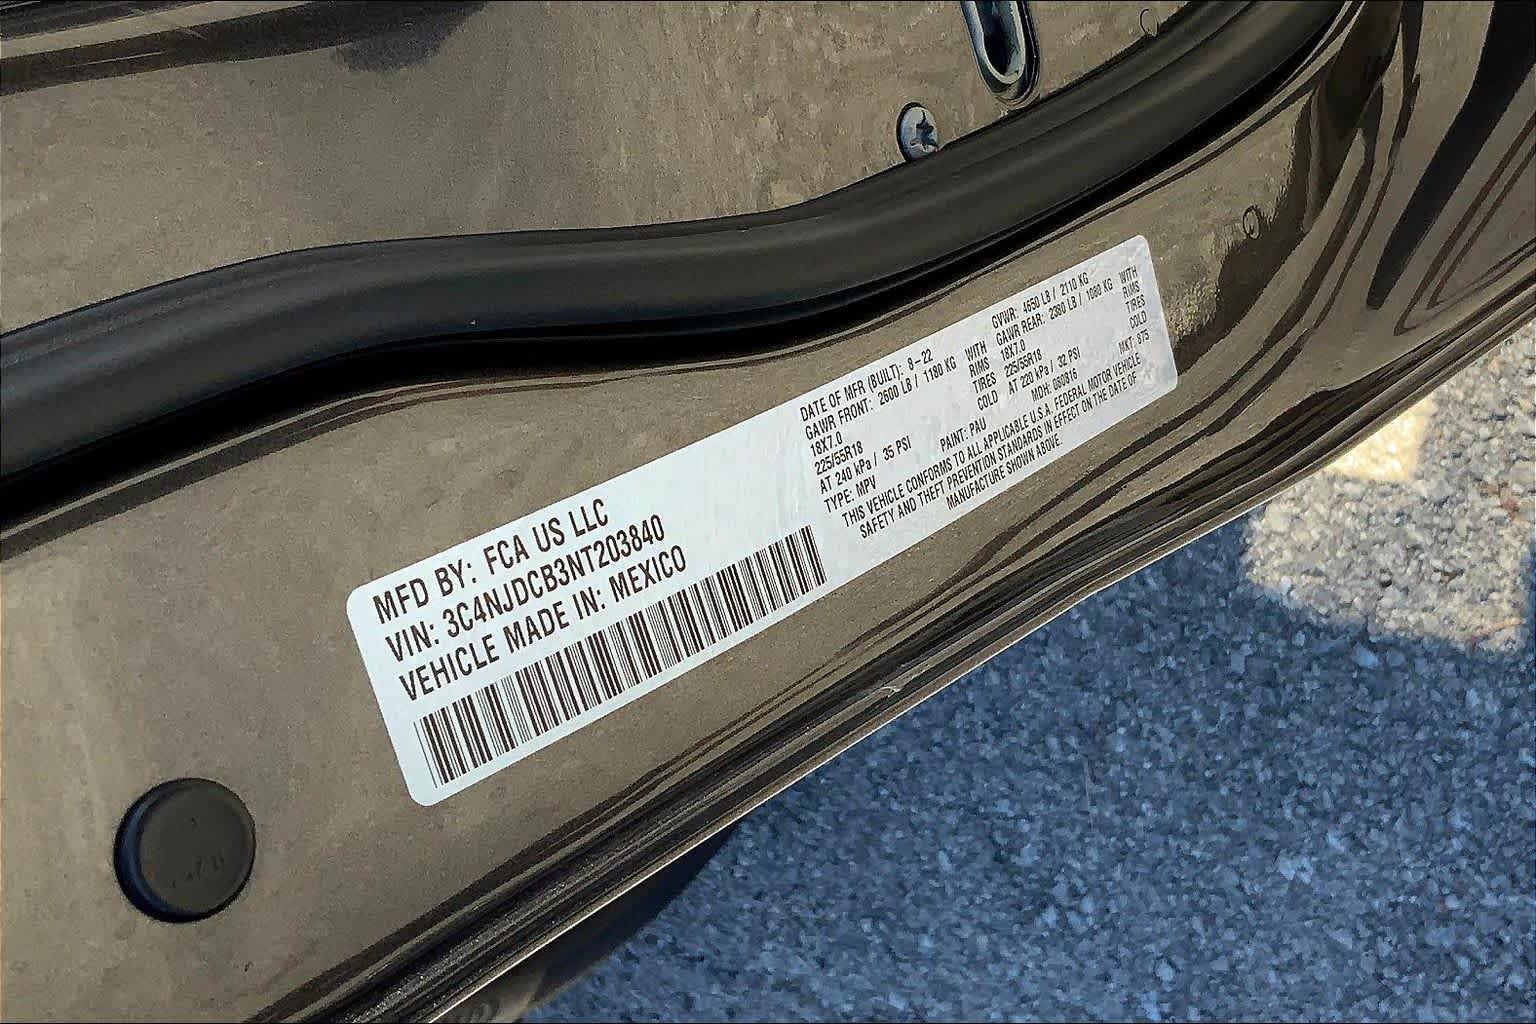 MFD BY: FCA US LLC
VIN: 3C4NJDCB3NT203840
VEHICLE MADE IN: MEXICO
DATE OF MFR (BUILT): 8-22 GVWR: 4650 LB / 2110 KG
GAWR FRONT: 2600 LB / 1180 KG WITH GAWR REAR: 2380 LB / 1080 KG WITH
18X7.0 RIMS 18X7.0 RIMS
225/55R18 TIRES 225/55R18 TIRES
AT 240 kPa / 35 PSI COLD AT 220 kPa / 32 PSI COLD
TYPE: MPV PAINT: PAU MDH: 080816 MKT: 875
THIS VEHICLE CONFORMS TO ALL APPLICABLE U.S.A. FEDERAL MOTOR VEHICLE
SAFETY AND THEFT PREVENTION STANDARDS IN EFFECT ON THE DATE OF
MANUFACTURE SHOWN ABOVE.